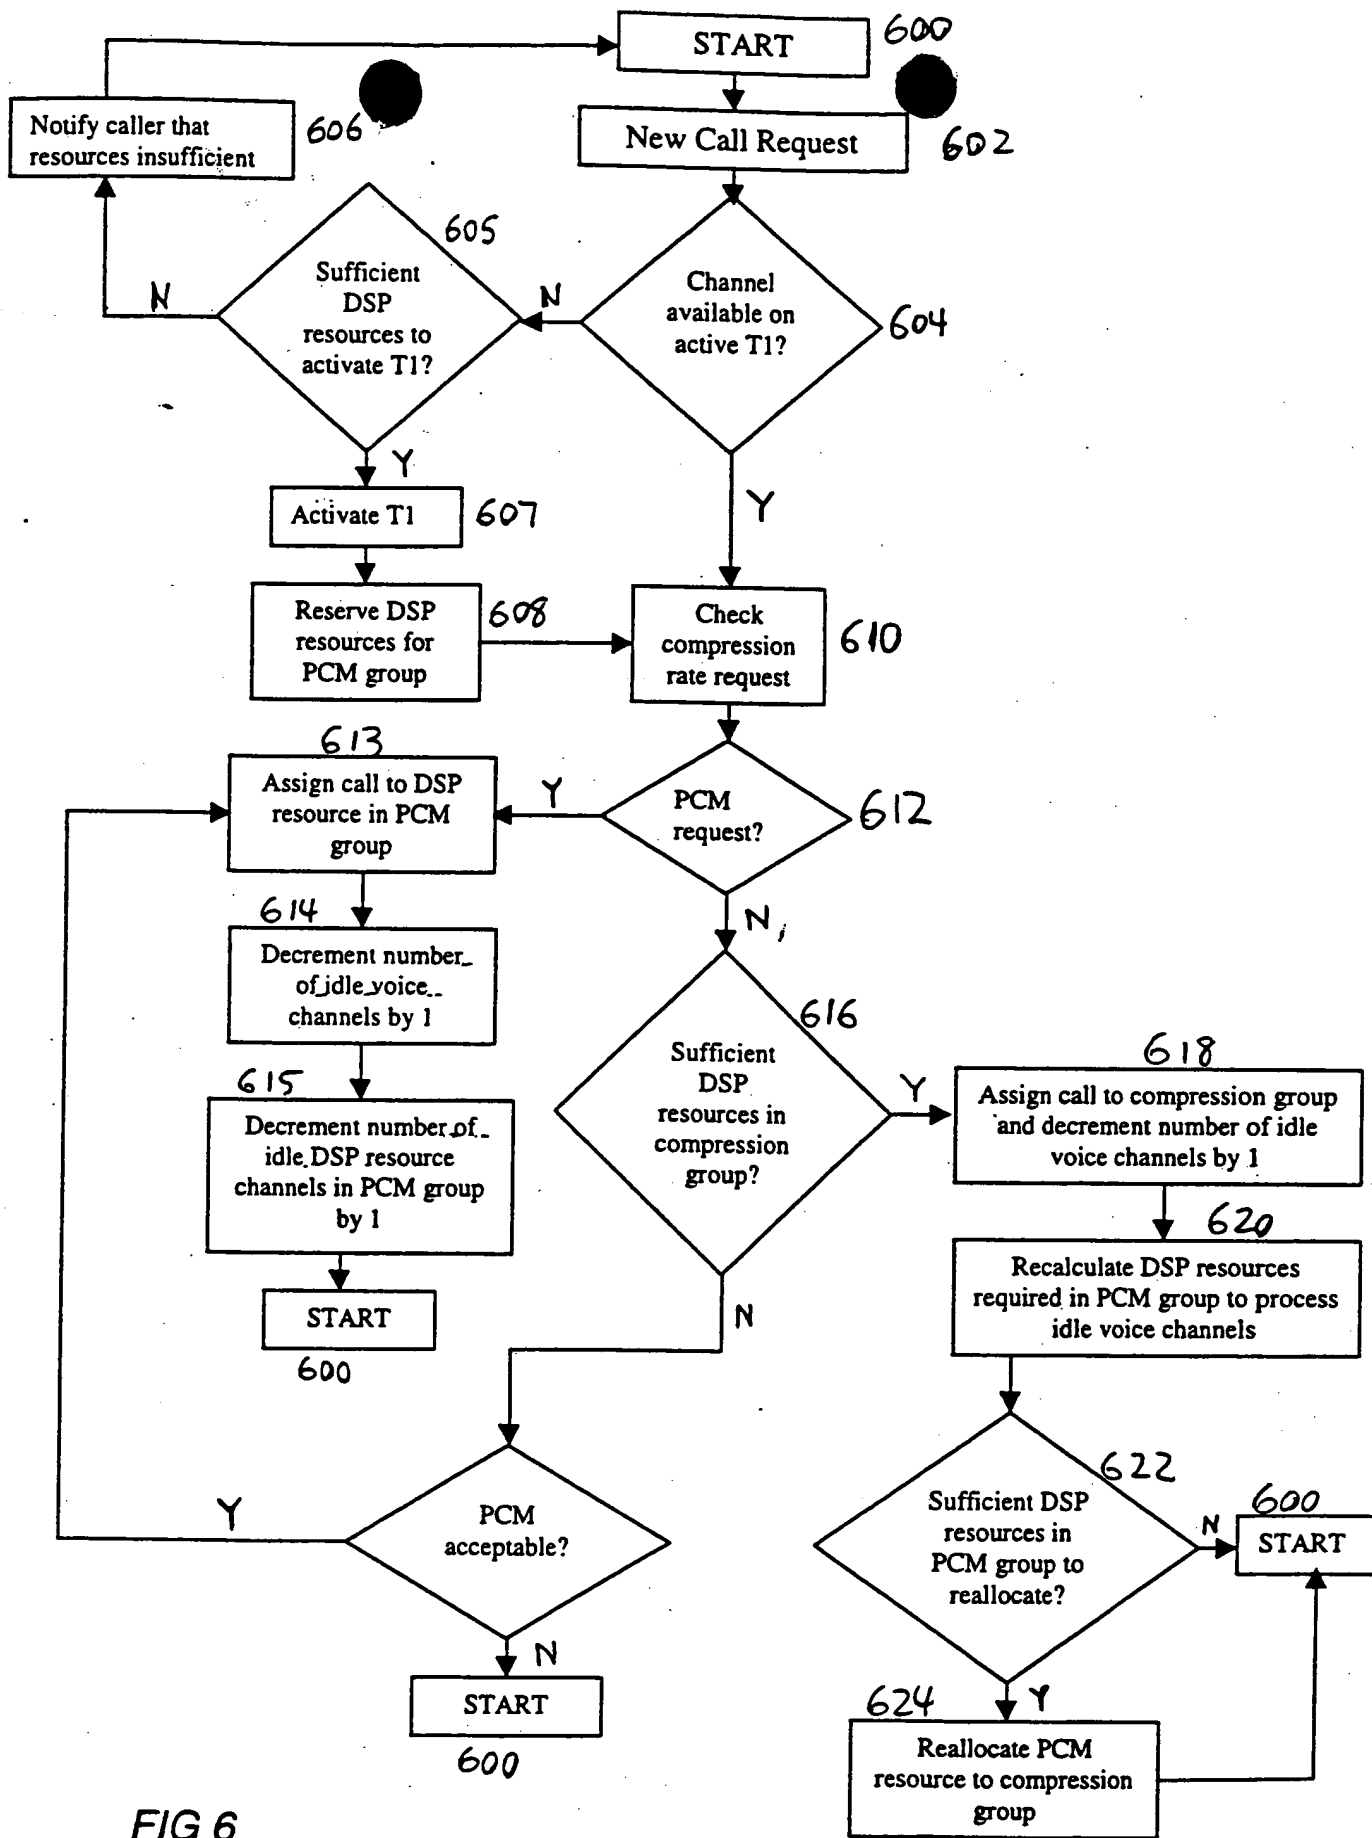 START
600
Notify caller that
resources insufficient
606
New Call Request
602
605
Sufficient
DSP
resources to
activate T1?
N
N
Channel
available on
active T1?
604
Y
Activate T1
607
Y
Reserve DSP
resources for
PCM group
608
Check
compression
rate request
610
613
Assign call to DSP
resource in PCM
group
Y
PCM
request?
612
614
Decrement number
of idle voice
channels by 1
N
615
Decrement number of
idle DSP resource
channels in PCM group
by 1
616
Sufficient
DSP
resources in
compression
group?
Y
618
Assign call to compression group
and decrement number of idle
voice channels by 1
START
600
N
620
Recalculate DSP resources
required in PCM group to process
idle voice channels
Y
PCM
acceptable?
622
Sufficient DSP
resources in
PCM group to
reallocate?
N
600
START
N
START
600
624
Y
Reallocate PCM
resource to compression
group
FIG 6